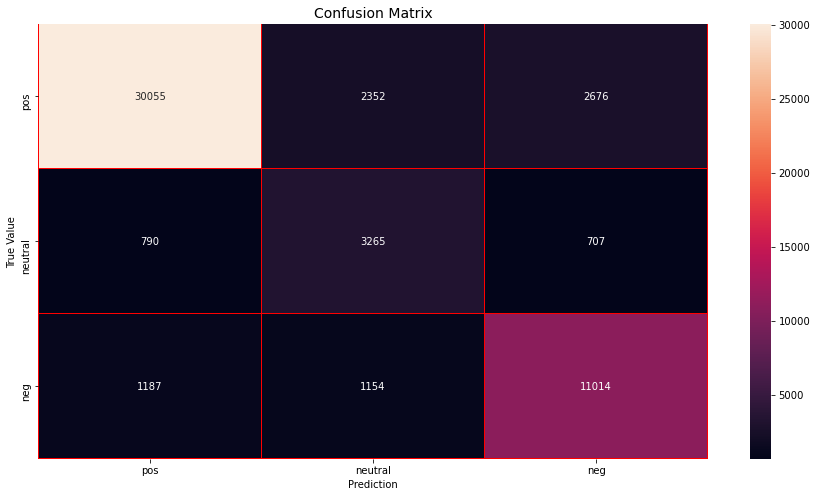 Confusion Matrix
pos
30055
2352
2676
True Value
neutral
790
3265
707
neg
1187
1154
11014
pos
neutral
neg
Prediction
30000
25000
20000
15000
10000
5000